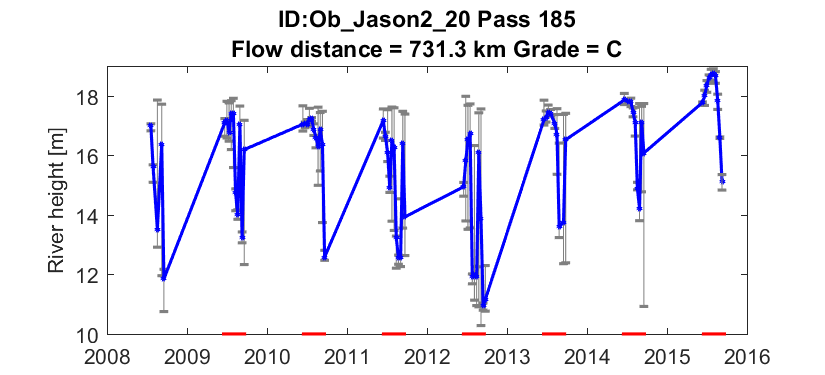 ID:Ob_Jason2_20 Pass 185
Flow distance = 731.3 km Grade = C
River height [m]
18
16
14
12
10
2008 2009 2010 2011 2012 2013 2014 2015 2016